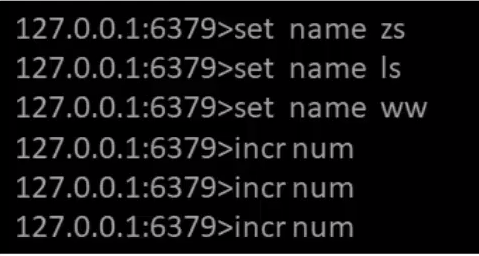 127.0.0.1:6379>set name zs
127.0.0.1:6379>set name ls
127.0.0.1:6379>set name ww
127.0.0.1:6379>incr num
127.0.0.1:6379>incr num
127.0.0.1:6379>incr num